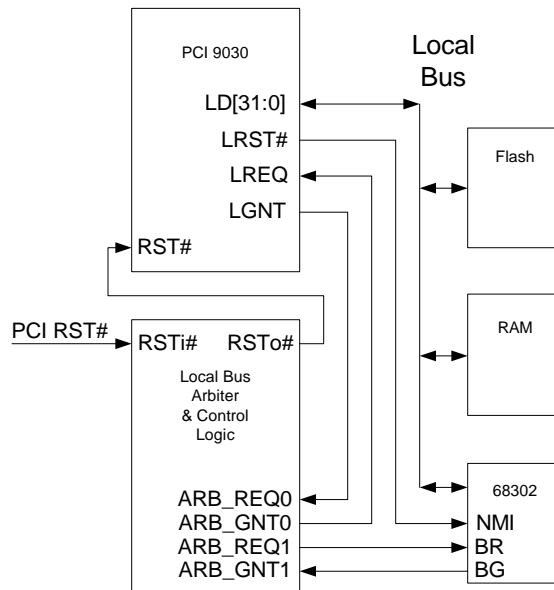 PCI 9030
Local
Bus
LD[31:0]
LRST#
LREQ
LGNT
RST#
Flash
RAM
PCI RST#
RSTi#
RSTo#
Local Bus
Arbiter
& Control
Logic
ARB_REQ0
ARB_GNT0
ARB_REQ1
ARB_GNT1
68302
NMI
BR
BG